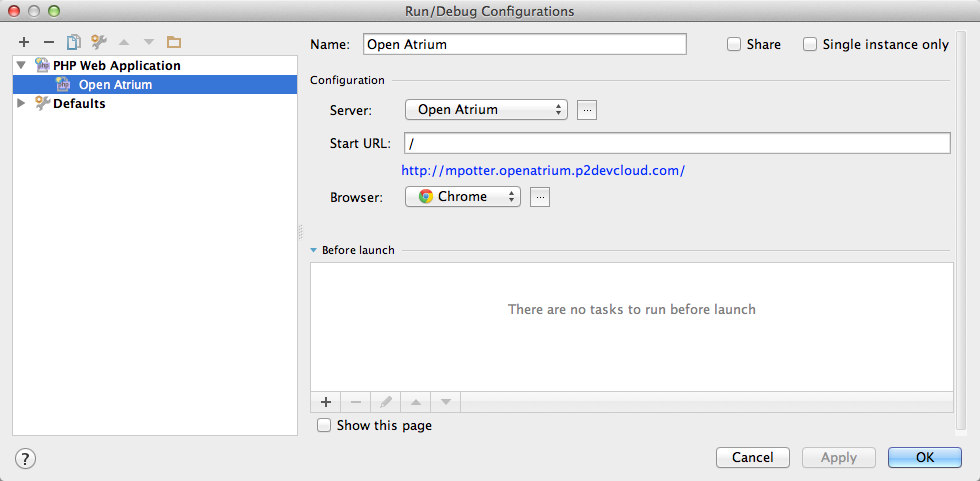 Run/Debug Configurations
Name: Open Atrium Share Single instance only
PHP Web Application
Open Atrium
Defaults
Configuration
Server: Open Atrium ...
Start URL: /
http://mpotter.openatrium.p2devcloud.com/
Browser: Chrome ...
Before launch
There are no tasks to run before launch
Show this page
? Cancel Apply OK